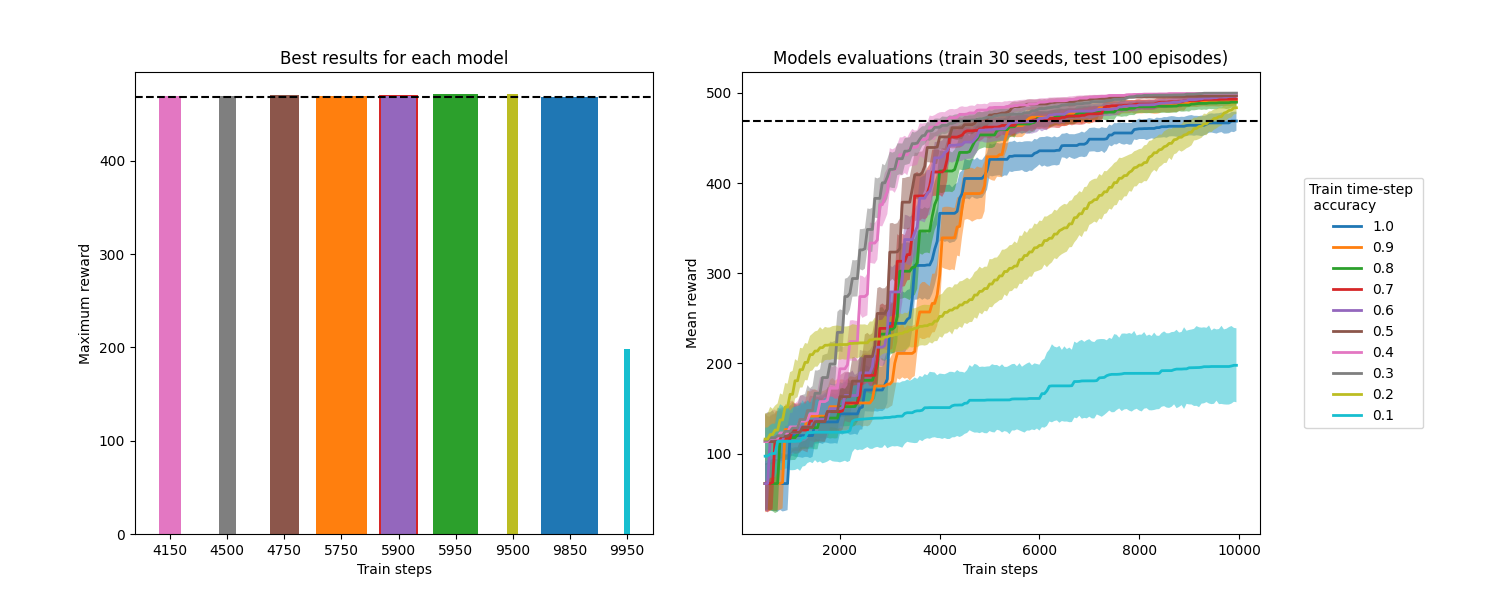 Best results for each model
Maximum reward
400
300
200
100
0
4150 4500 4750 5750 5900 5950 9500 9850 9950
Train steps
Models evaluations (train 30 seeds, test 100 episodes)
Mean reward
500
400
300
200
100
2000 4000 6000 8000 10000
Train steps
Train time-step
accuracy
1.0
0.9
0.8
0.7
0.6
0.5
0.4
0.3
0.2
0.1